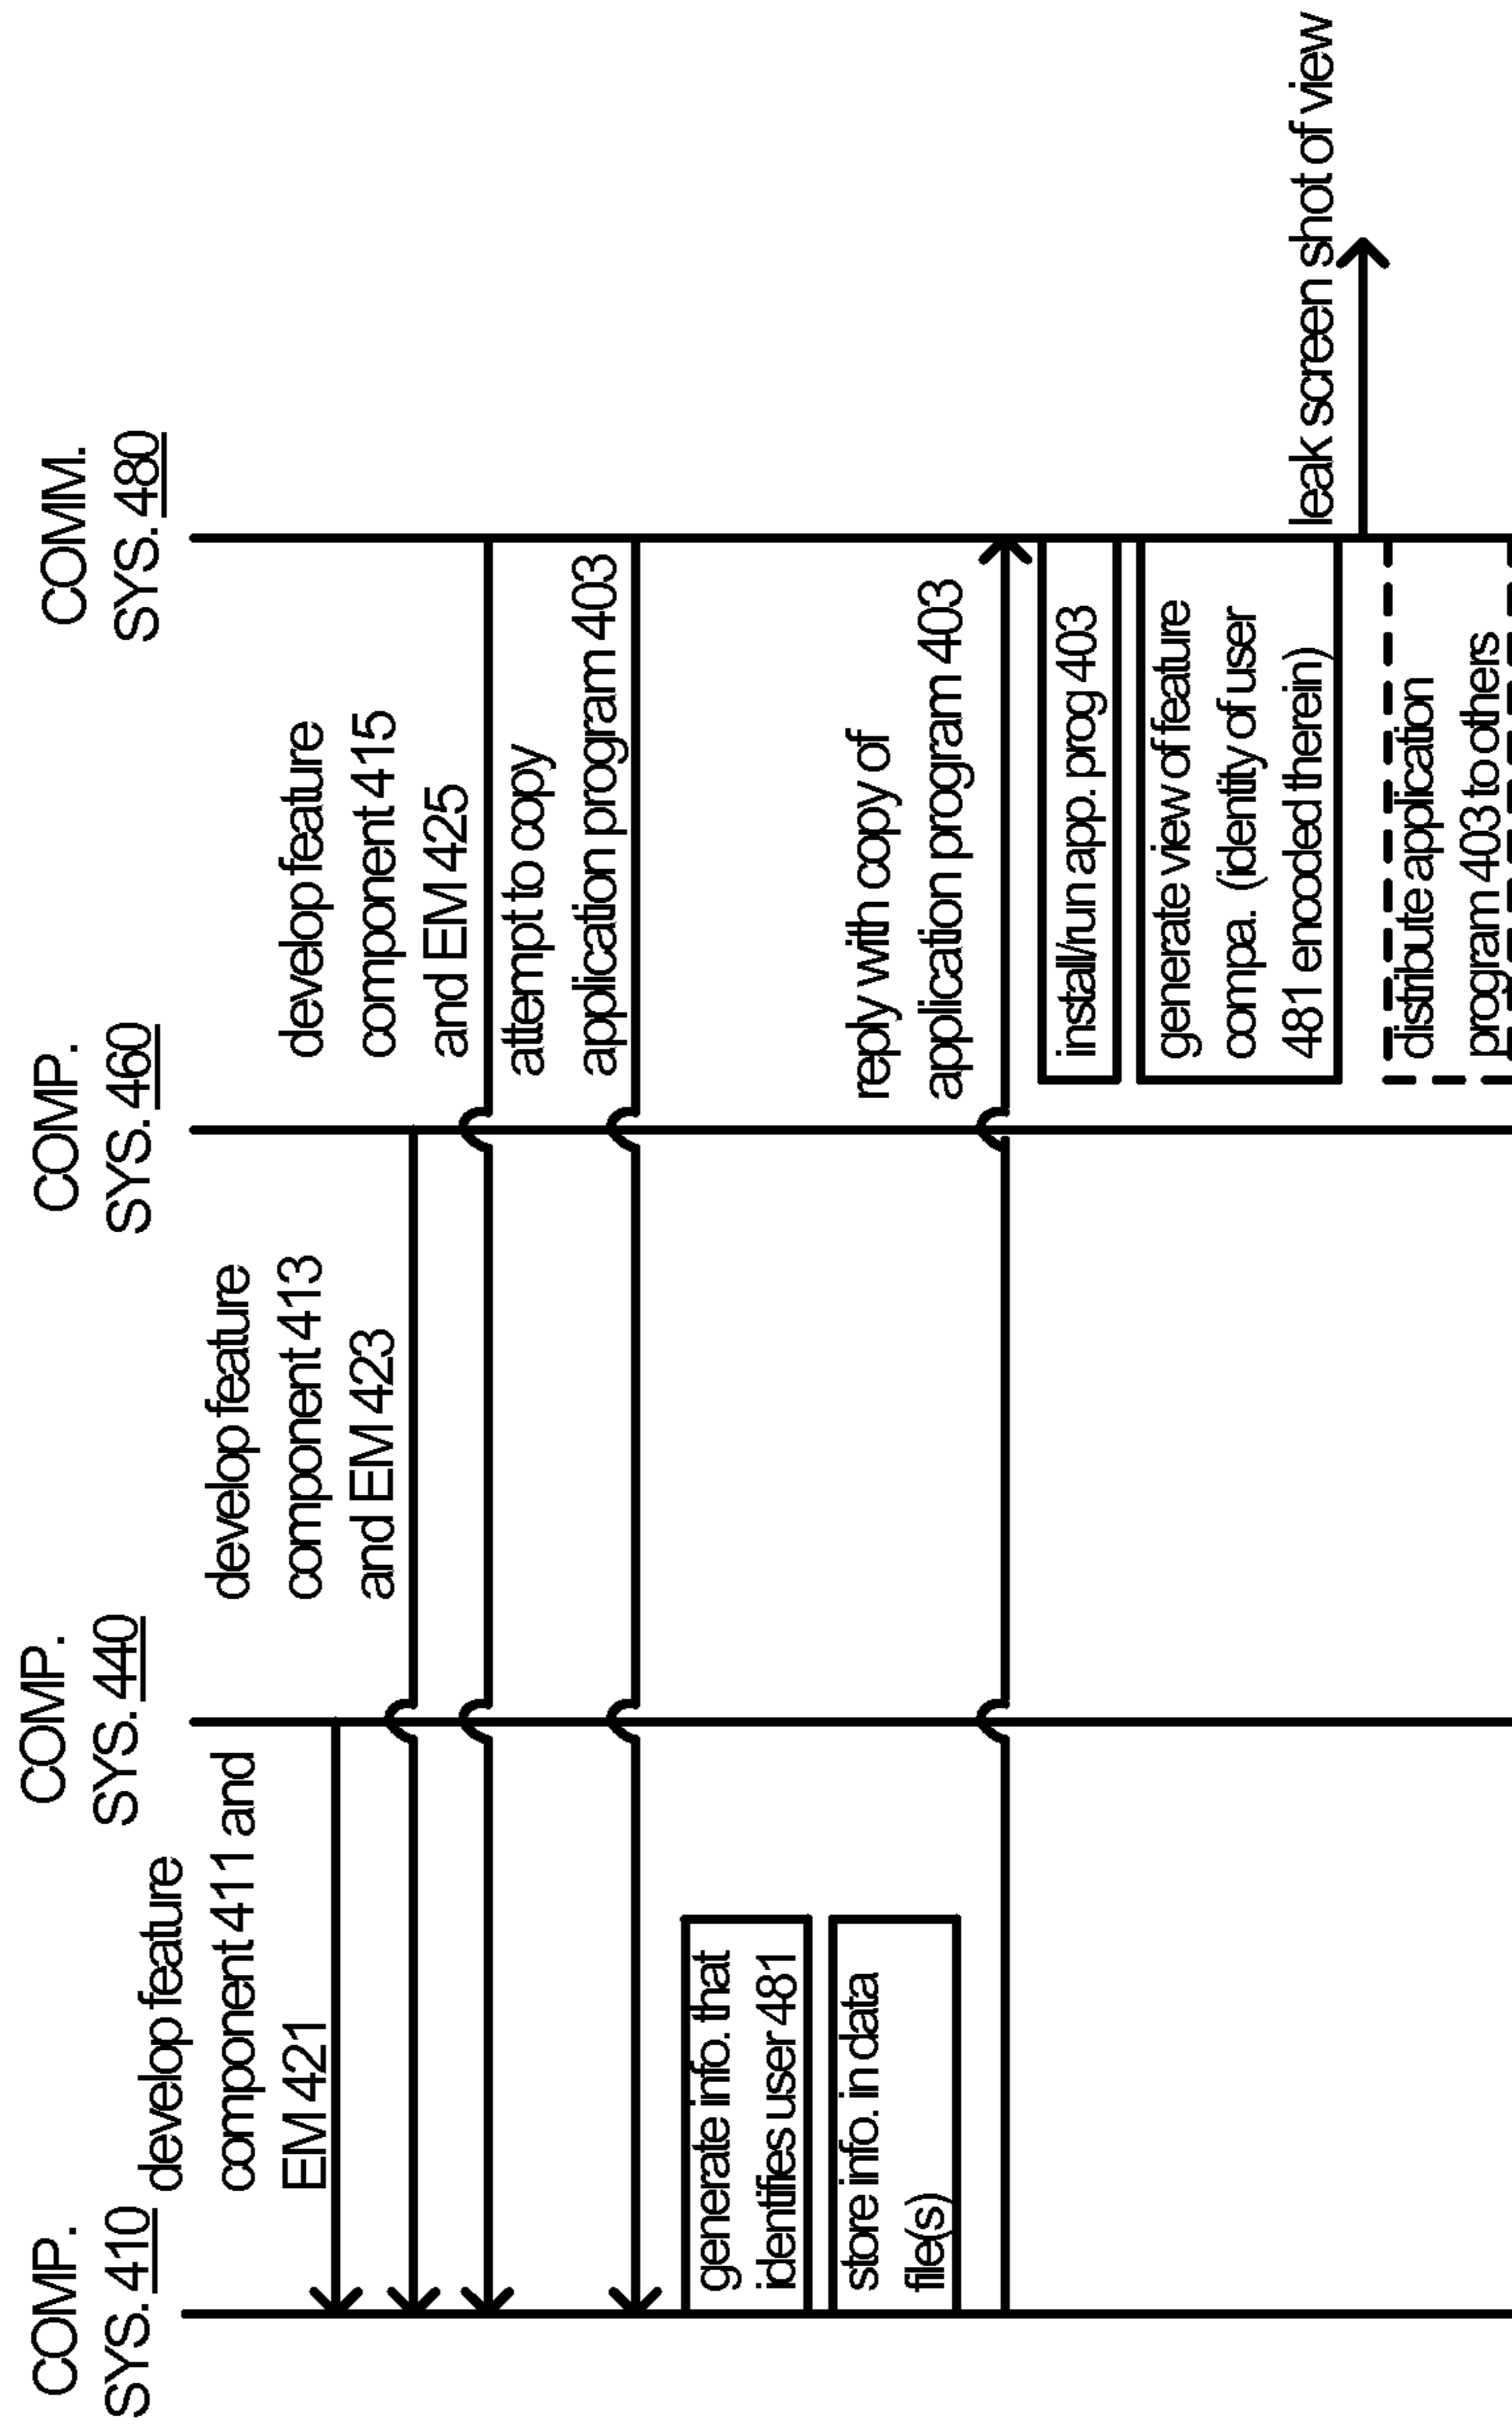 COMP.
SYS. 410
COMP.
SYS. 440
COMP.
SYS. 460
COMM.
SYS. 480
develop feature
component 411 and
EM 421
develop feature
component 413
and EM 423
develop feature
component 415
and EM 425
attempt to copy
application program 403
generate info. that
identifies user 481
store info. in data
file(s)
reply with copy of
application program 403
install/run app. prog 403
generate view of feature
compa. (identity of user
481 encoded therein)
leak screen shot of view
distribute application
program 403 to others